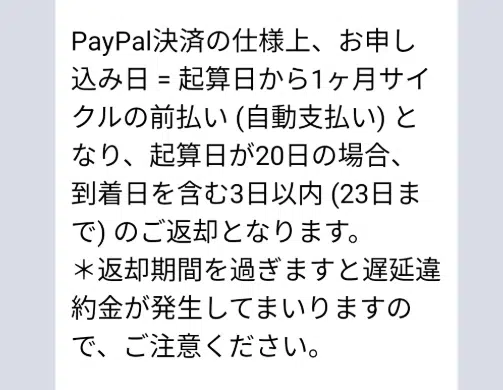 PayPal決済の仕様上、お申し
込み日 = 起算日から1ヶ月サイ
クルの前払い (自動支払い) と
なり、起算日が20日の場合、
到着日を含む3日以内 (23日ま
で) のご返却となります。
＊返却期間を過ぎますと遅延違
約金が発生してまいりますの
で、ご注意ください。